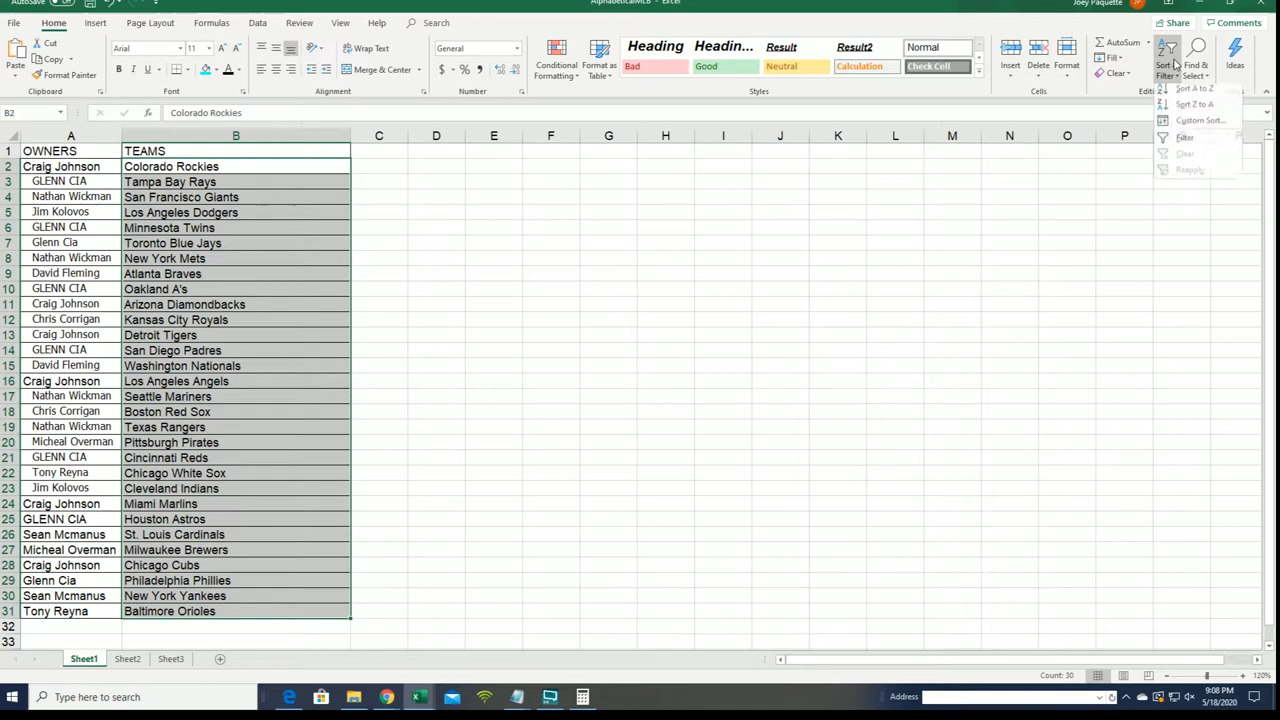 AutoSave Off
AlphabeticalMLB - Excel
Joey Paquette
JP
File Home Insert Page Layout Formulas Data Review View Help Search
Share Comments
Paste
Cut
Copy
Format Painter
Clipboard
Arial 11
B I U
Font
Wrap Text
Merge & Center
Alignment
General
$ % 9
Number
Conditional Formatting
Format as Table
Heading Headin... Result Result2 Normal
Bad Good Neutral Calculation Check Cell
Styles
Insert Delete Format
Cells
AutoSum
Fill
Clear
Sort & Filter
Find & Select
Ideas
Sort A to Z
Sort Z to A
Custom Sort...
Filter
Clear
Reapply
B2 Colorado Rockies
A B C D E F G H I J K L M N O P
1 OWNERS TEAMS
2 Craig Johnson Colorado Rockies
3 GLENN CIA Tampa Bay Rays
4 Nathan Wickman San Francisco Giants
5 Jim Kolovos Los Angeles Dodgers
6 GLENN CIA Minnesota Twins
7 Glenn Cia Toronto Blue Jays
8 Nathan Wickman New York Mets
9 David Fleming Atlanta Braves
10 GLENN CIA Oakland A's
11 Craig Johnson Arizona Diamondbacks
12 Chris Corrigan Kansas City Royals
13 Craig Johnson Detroit Tigers
14 GLENN CIA San Diego Padres
15 David Fleming Washington Nationals
16 Craig Johnson Los Angeles Angels
17 Nathan Wickman Seattle Mariners
18 Chris Corrigan Boston Red Sox
19 Nathan Wickman Texas Rangers
20 Micheal Overman Pittsburgh Pirates
21 GLENN CIA Cincinnati Reds
22 Tony Reyna Chicago White Sox
23 Jim Kolovos Cleveland Indians
24 Craig Johnson Miami Marlins
25 GLENN CIA Houston Astros
26 Sean Mcmanus St. Louis Cardinals
27 Micheal Overman Milwaukee Brewers
28 Craig Johnson Chicago Cubs
29 Glenn Cia Philadelphia Phillies
30 Sean Mcmanus New York Yankees
31 Tony Reyna Baltimore Orioles
32
33
Sheet1 Sheet2 Sheet3
Count: 30 120%
Type here to search
Address
9:08 PM
5/18/2020